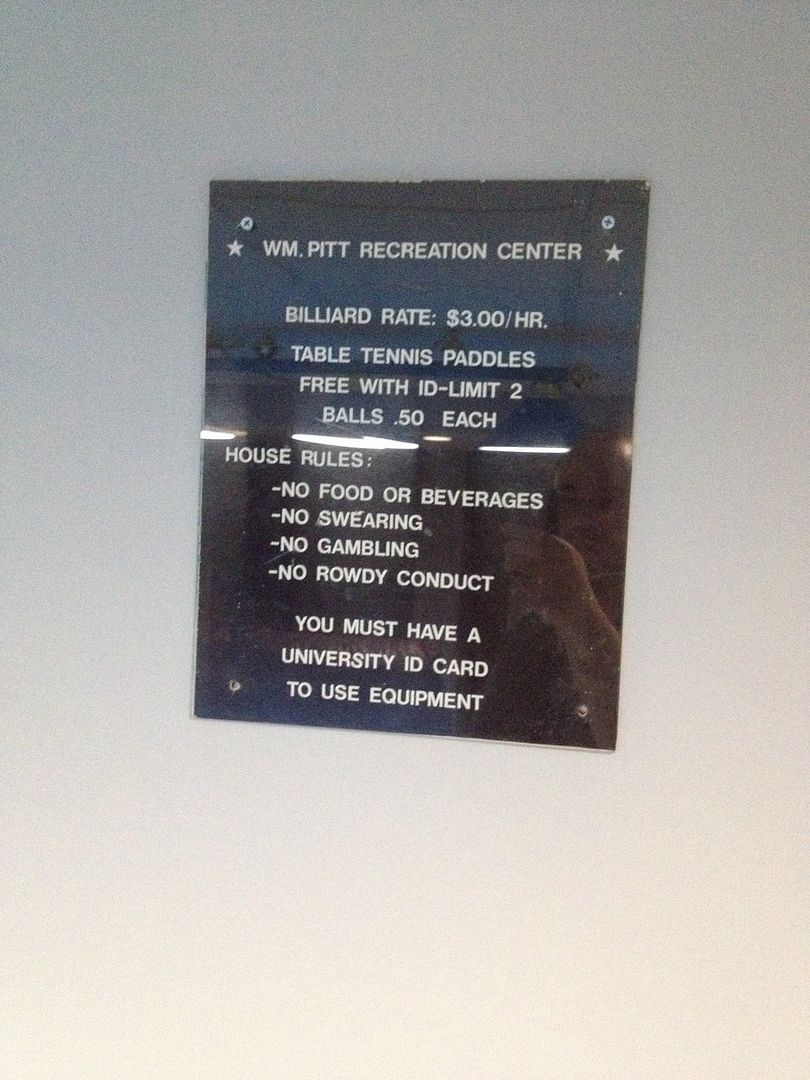 ★ WM. PITT RECREATION CENTER ★
BILLIARD RATE: $3.00/HR.
TABLE TENNIS PADDLES
FREE WITH ID-LIMIT 2
BALLS .50 EACH
HOUSE RULES:
-NO FOOD OR BEVERAGES
-NO SWEARING
-NO GAMBLING
-NO ROWDY CONDUCT
YOU MUST HAVE A
UNIVERSITY ID CARD
TO USE EQUIPMENT